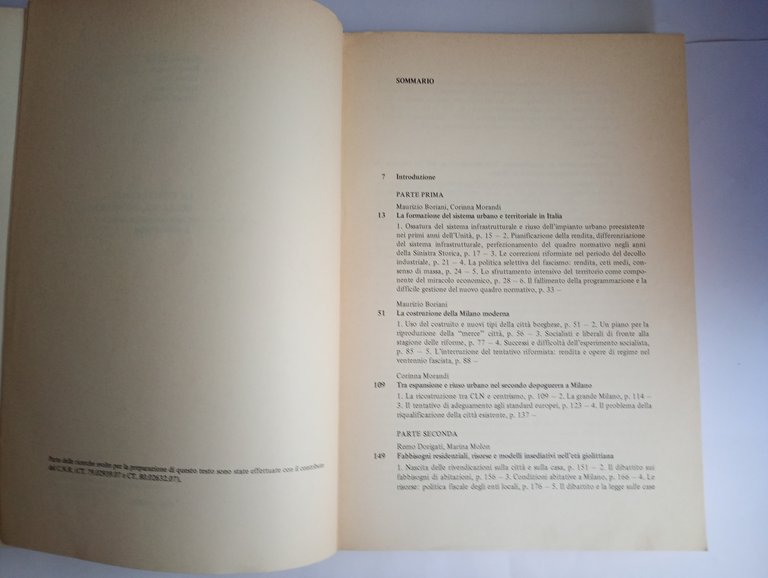 Parte delle ricerche svolte per la preparazione di questo testo sono state effettuate con il contributo
del C.N.R. (CT. 79.02939.07 e CT. 80.02632.07).
SOMMARIO
7 Introduzione
PARTE PRIMA
Maurizio Boriani, Corinna Morandi
13 La formazione del sistema urbano e territoriale in Italia
1. Ossatura del sistema infrastrutturale e riuso dell'impianto urbano preesistente
nei primi anni dell'Unità, p. 15 — 2. Pianificazione della rendita, differenziazione
del sistema infrastrutturale, perfezionamento del quadro normativo negli anni
della Sinistra Storica, p. 17 — 3. Le correzioni riformiste nel periodo del decollo
industriale, p. 21 — 4. La politica selettiva del fascismo: rendita, ceti medi, con-
senso di massa, p. 24 — 5. Lo sfruttamento intensivo del territorio come compo-
nente del miracolo economico, p. 28 — 6. Il fallimento della programmazione e la
difficile gestione del nuovo quadro normativo, p. 33 —
Maurizio Boriani
51 La costruzione della Milano moderna
1. Uso del costruito e nuovi tipi della città borghese, p. 51 — 2. Un piano per la
riproduzione della "merce" città, p. 56 — 3. Socialisti e liberali di fronte alla
stagione delle riforme, p. 77 — 4. Successi e difficoltà dell'esperimento socialista,
p. 85 — 5. L'interruzione del tentativo riformista: rendita e opere di regime nel
ventennio fascista, p. 88 —
Corinna Morandi
109 Tra espansione e riuso urbano nel secondo dopoguerra a Milano
1. La ricostruzione tra CLN e centrismo, p. 109 — 2. La grande Milano, p. 114 —
3. Il tentativo di adeguamento agli standard europei, p. 123 — 4. Il problema della
riqualificazione della città esistente, p. 137 —
PARTE SECONDA
Remo Dorigati, Marina Molon
149 Fabbisogni residenziali, risorse e modelli insediativi nell'età giolittiana
1. Nascita delle rivendicazioni sulla città e sulla casa, p. 151 — 2. Il dibattito sui
fabbisogni di abitazioni, p. 156 — 3. Condizioni abitative a Milano, p. 166 — 4. Le
risorse: politica fiscale degli enti locali, p. 176 — 5. Il dibattito e la legge sulle case